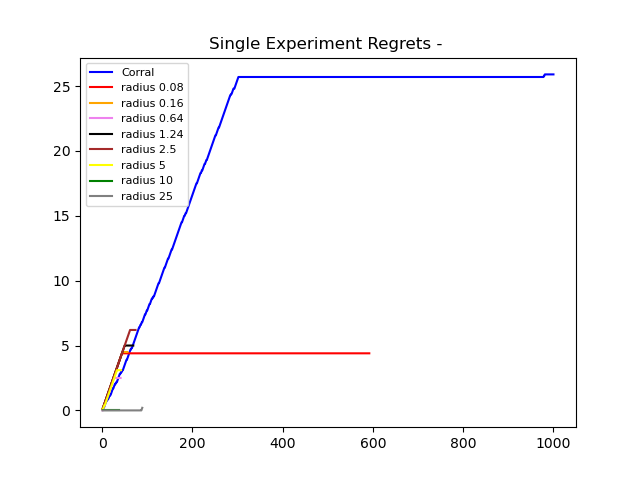 Single Experiment Regrets -
Corral
radius 0.08
radius 0.16
radius 0.64
radius 1.24
radius 2.5
radius 5
radius 10
radius 25
25
20
15
10
5
0
0 200 400 600 800 1000